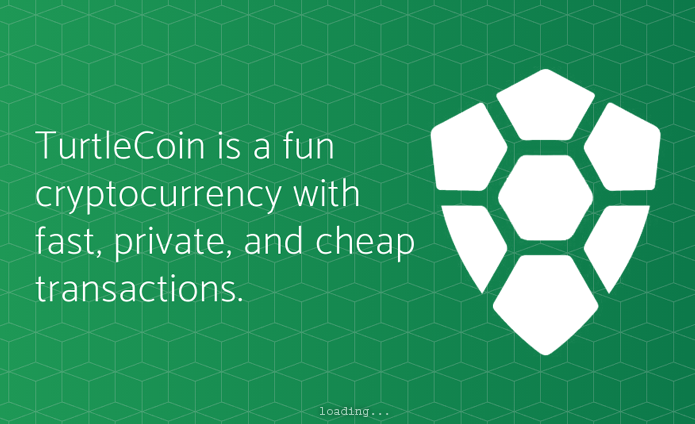 TurtleCoin is a fun
cryptocurrency with
fast, private, and cheap
transactions.
loading...